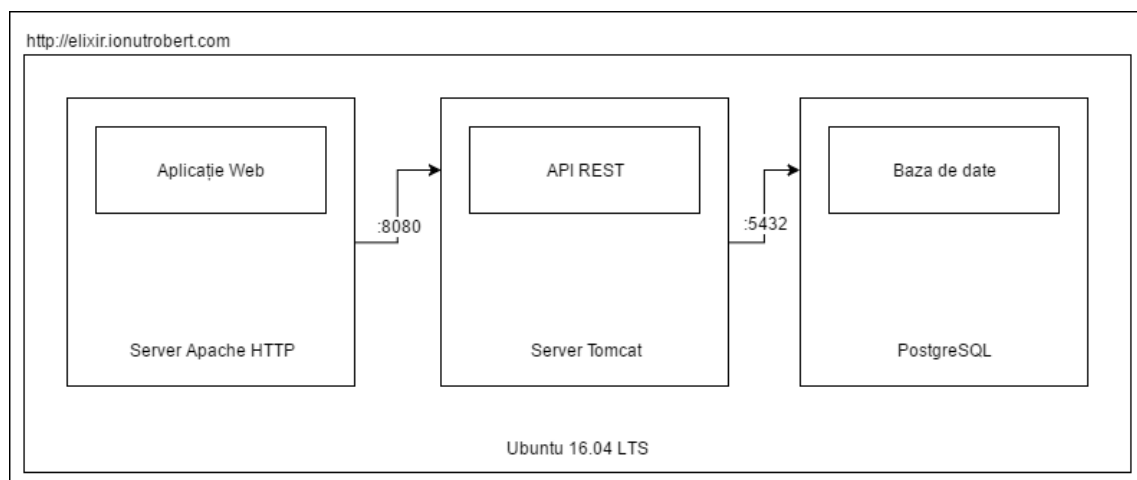 http://elixir.ionutrobert.com
Aplicație Web
API REST
Baza de date
:8080
:5432
Server Apache HTTP
Server Tomcat
PostgreSQL
Ubuntu 16.04 LTS